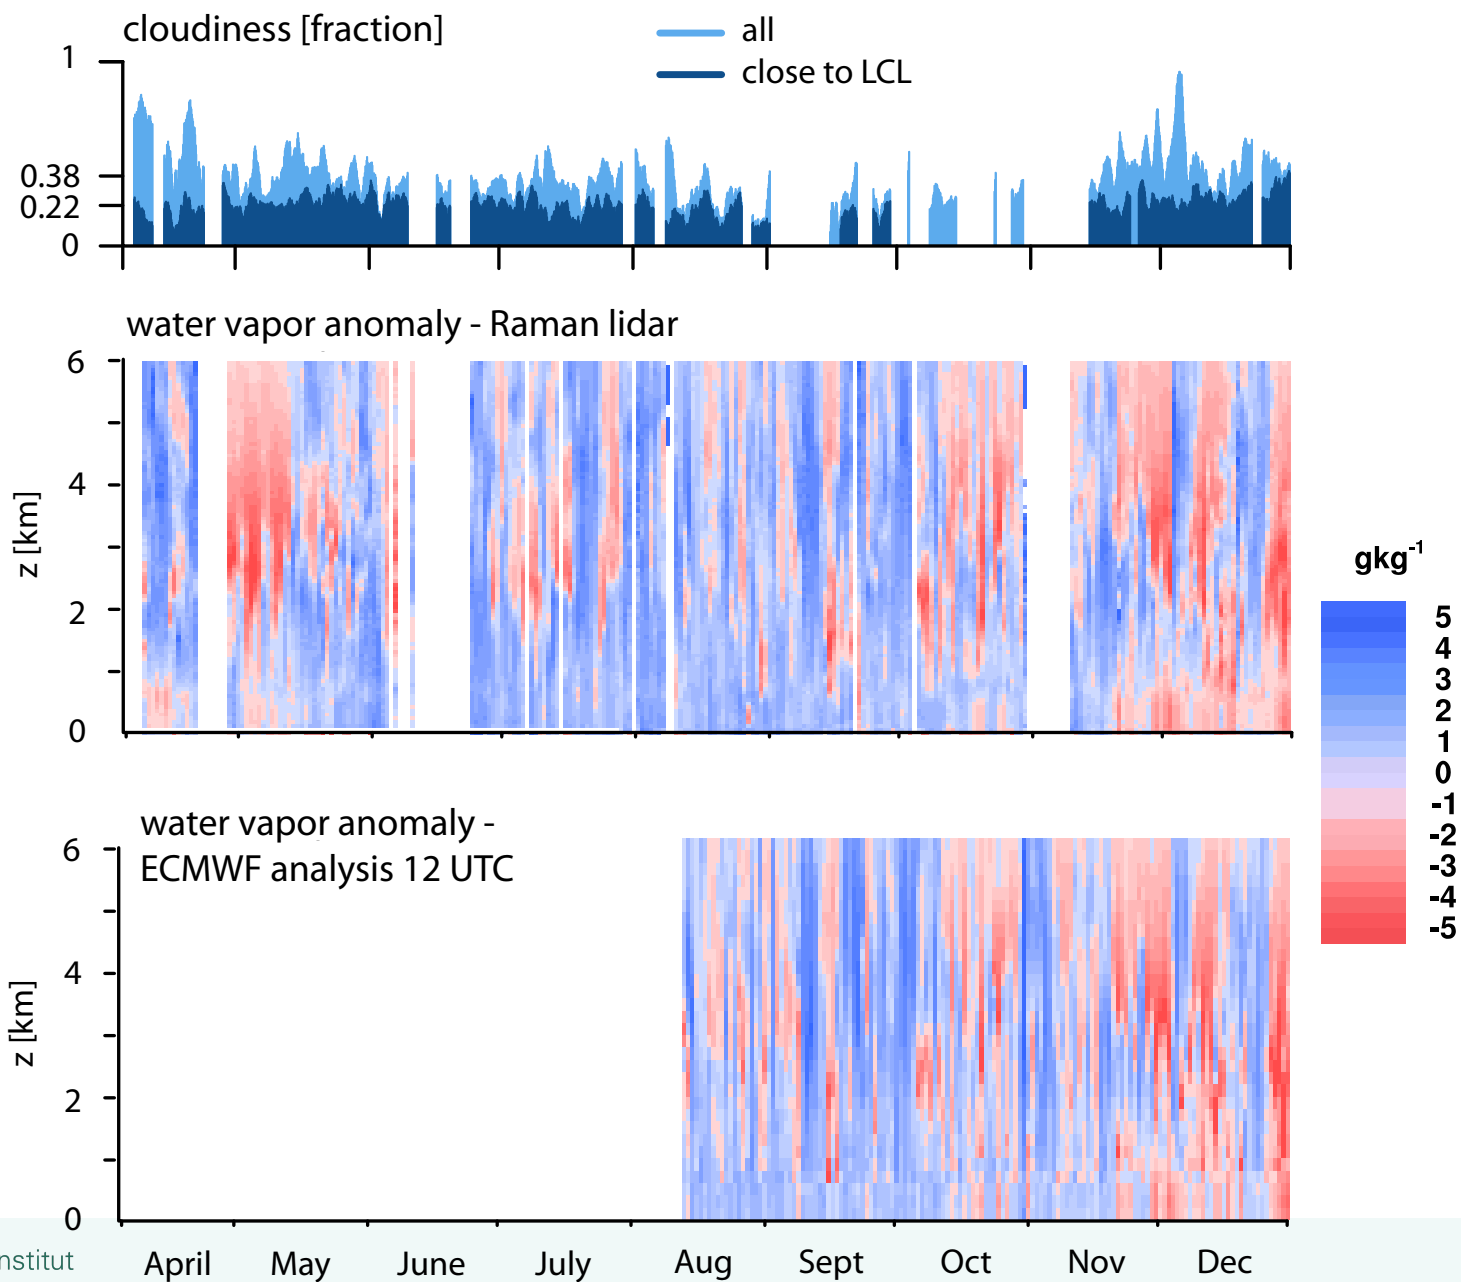 cloudiness [fraction]
all
close to LCL
1
0.38
0.22
0
water vapor anomaly - Raman lidar
6
4
2
0
z [km]
gkg-1
5
4
3
2
1
0
-1
-2
-3
-4
-5
water vapor anomaly -
ECMWF analysis 12 UTC
6
4
2
0
z [km]
nstitut
April May June July Aug Sept Oct Nov Dec